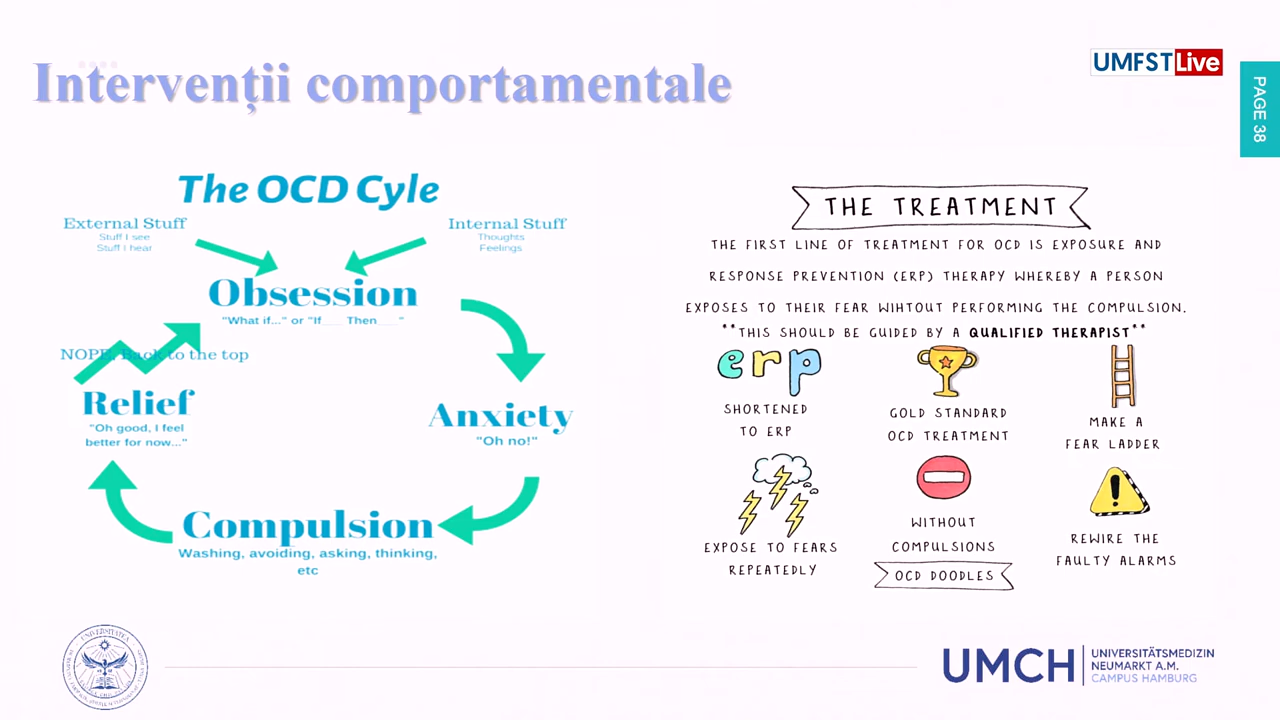 Intervenții comportamentale
UMFST Live
PAGE 38
The OCD Cyle
External Stuff
Stuff I see
Stuff I hear
Internal Stuff
Thoughts
Feelings
Obsession
"What if..." or "If___ Then___"
NOPE. Back to the top
Relief
"Oh good, I feel
better for now..."
Anxiety
"Oh no!"
Compulsion
Washing, avoiding, asking, thinking,
etc
THE TREATMENT
THE FIRST LINE OF TREATMENT FOR OCD IS EXPOSURE AND
RESPONSE PREVENTION (ERP) THERAPY WHEREBY A PERSON
EXPOSES TO THEIR FEAR WIHTOUT PERFORMING THE COMPULSION.
**THIS SHOULD BE GUIDED BY A QUALIFIED THERAPIST**
erp
SHORTENED
TO ERP
GOLD STANDARD
OCD TREATMENT
MAKE A
FEAR LADDER
EXPOSE TO FEARS
REPEATEDLY
WITHOUT
COMPULSIONS
REWIRE THE
FAULTY ALARMS
OCD DOODLES
UNIVERSITATEA
UMCH
UNIVERSITÄTSMEDIZIN
NEUMARKT A.M.
CAMPUS HAMBURG